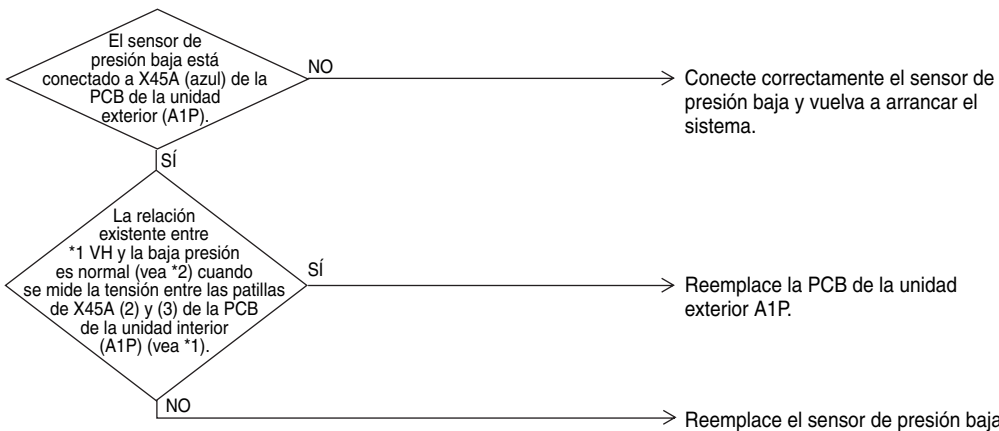 El sensor de
presión baja está
conectado a X45A (azul) de la
PCB de la unidad
exterior (A1P).
NO
Conecte correctamente el sensor de
presión baja y vuelva a arrancar el
sistema.
SÍ
La relación
existente entre
*1 VH y la baja presión
es normal (vea *2) cuando
se mide la tensión entre las patillas
de X45A (2) y (3) de la PCB
de la unidad interior
(A1P) (vea *1).
SÍ
Reemplace la PCB de la unidad
exterior A1P.
NO
Reemplace el sensor de presión baja